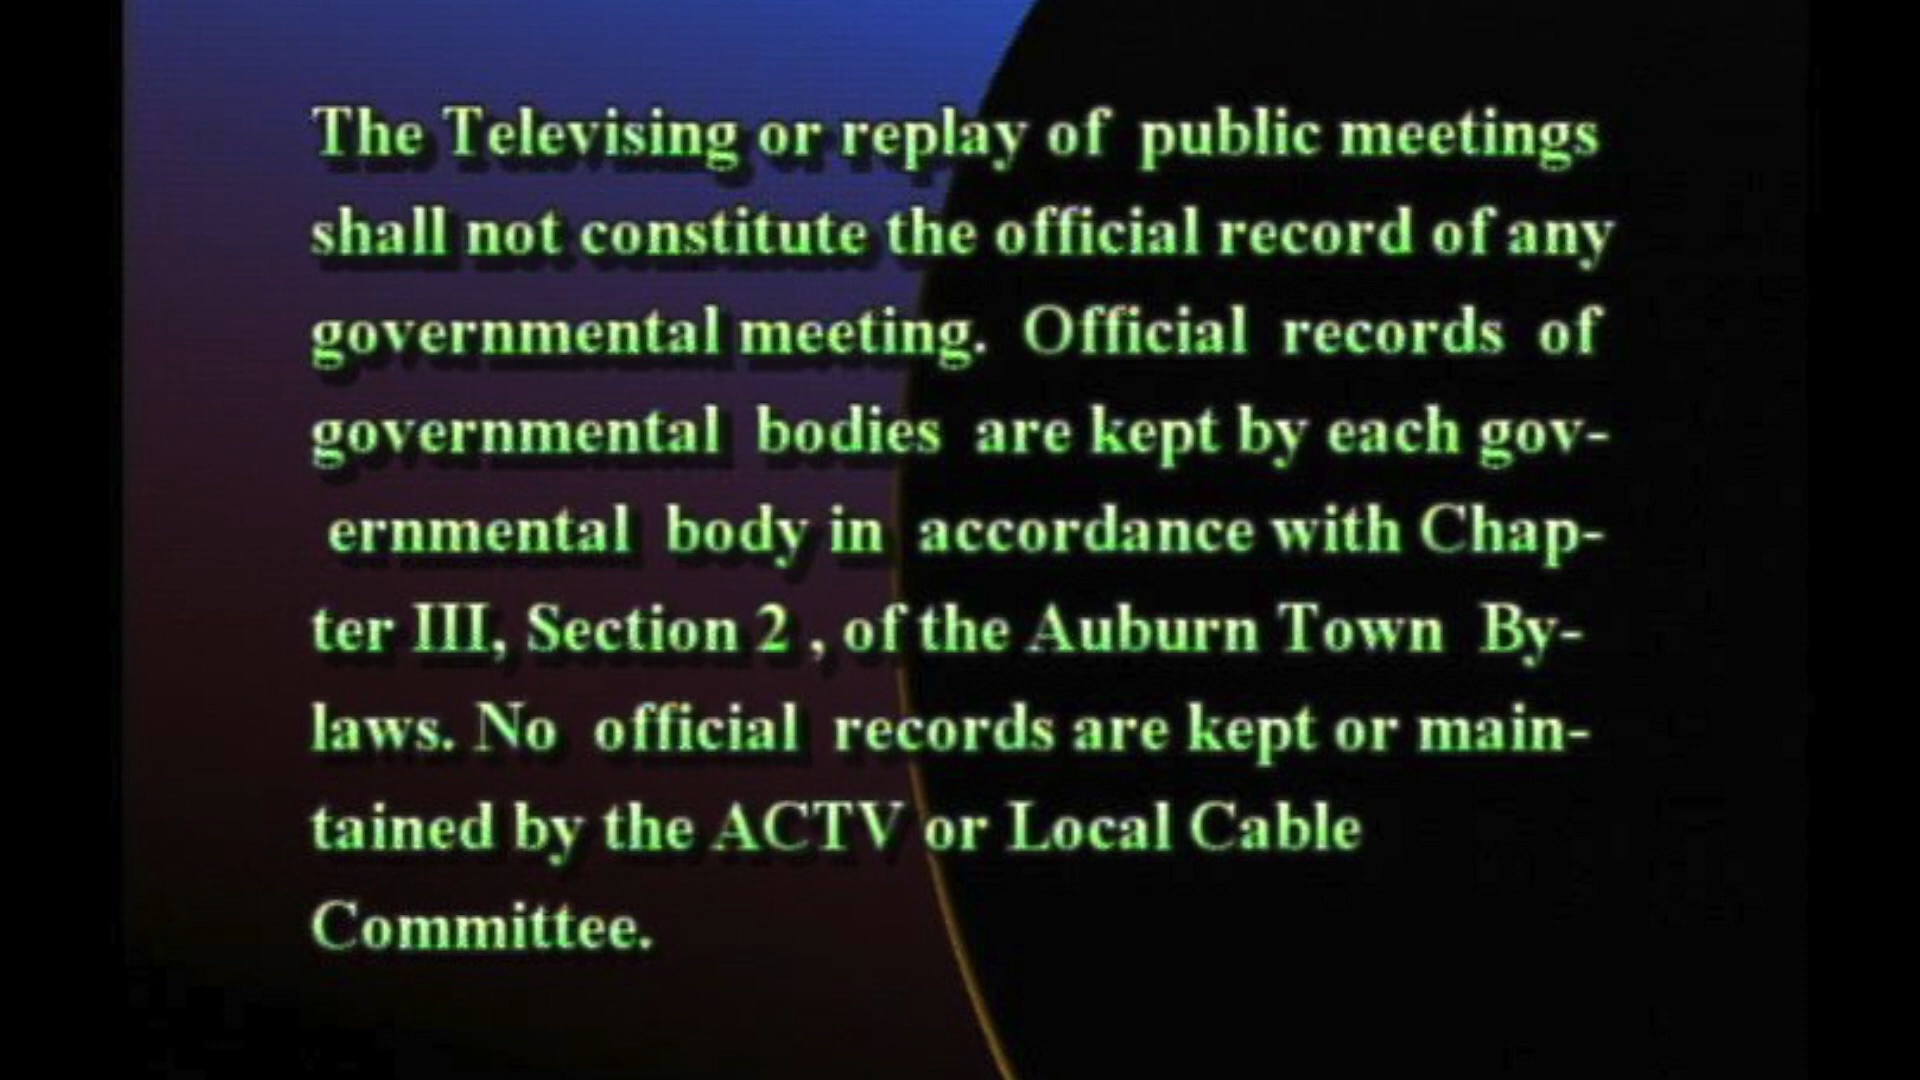 The Televising or replay of public meetings
shall not constitute the official record of any
governmental meeting. Official records of
governmental bodies are kept by each gov-
ernmental body in accordance with Chap-
ter III, Section 2 , of the Auburn Town By-
laws. No official records are kept or main-
tained by the ACTV or Local Cable
Committee.